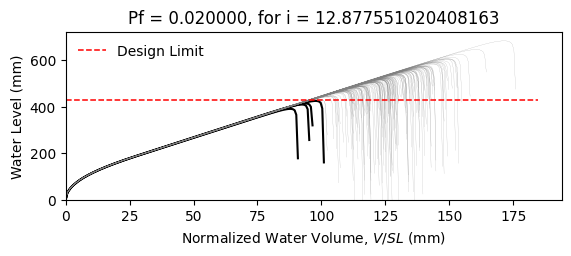 Pf = 0.020000, for i = 12.877551020408163
Design Limit
Water Level (mm)
600
400
200
0
0 25 50 75 100 125 150 175
Normalized Water Volume, V/SL (mm)